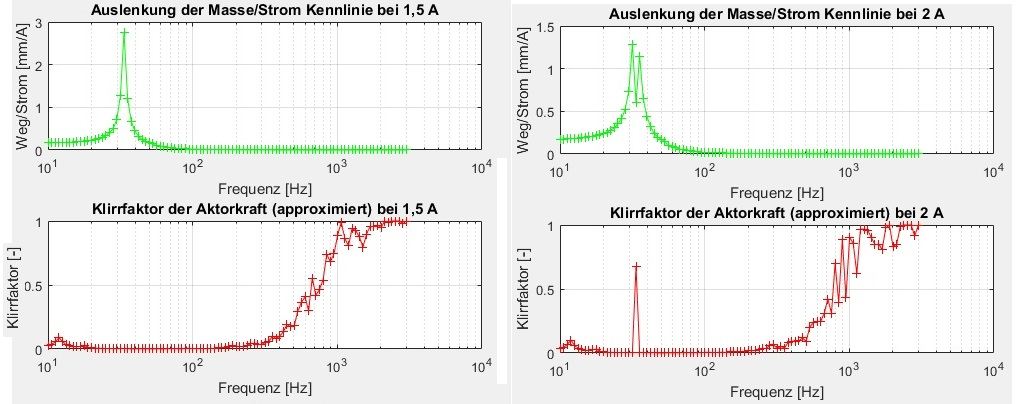 Auslenkung der Masse/Strom Kennlinie bei 1,5 A
Weg/Strom [mm/A]
3
2
1
0
10^1 10^2 10^3 10^4
Frequenz [Hz]
Klirrfaktor der Aktorkraft (approximiert) bei 1,5 A
Klirrfaktor [-]
1
0.5
0
10^1 10^2 10^3 10^4
Frequenz [Hz]
Auslenkung der Masse/Strom Kennlinie bei 2 A
Weg/Strom [mm/A]
1.5
1
0.5
0
10^1 10^2 10^3 10^4
Frequenz [Hz]
Klirrfaktor der Aktorkraft (approximiert) bei 2 A
Klirrfaktor [-]
1
0.5
0
10^1 10^2 10^3 10^4
Frequenz [Hz]